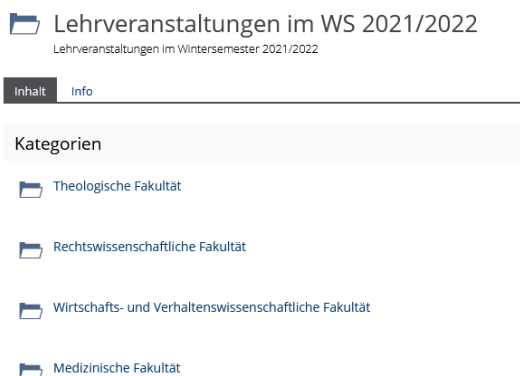 Lehrveranstaltungen im WS 2021/2022
Lehrveranstaltungen im Wintersemester 2021/2022
Inhalt Info
Kategorien
Theologische Fakultät
Rechtswissenschaftliche Fakultät
Wirtschafts- und Verhaltenswissenschaftliche Fakultät
Medizinische Fakultät